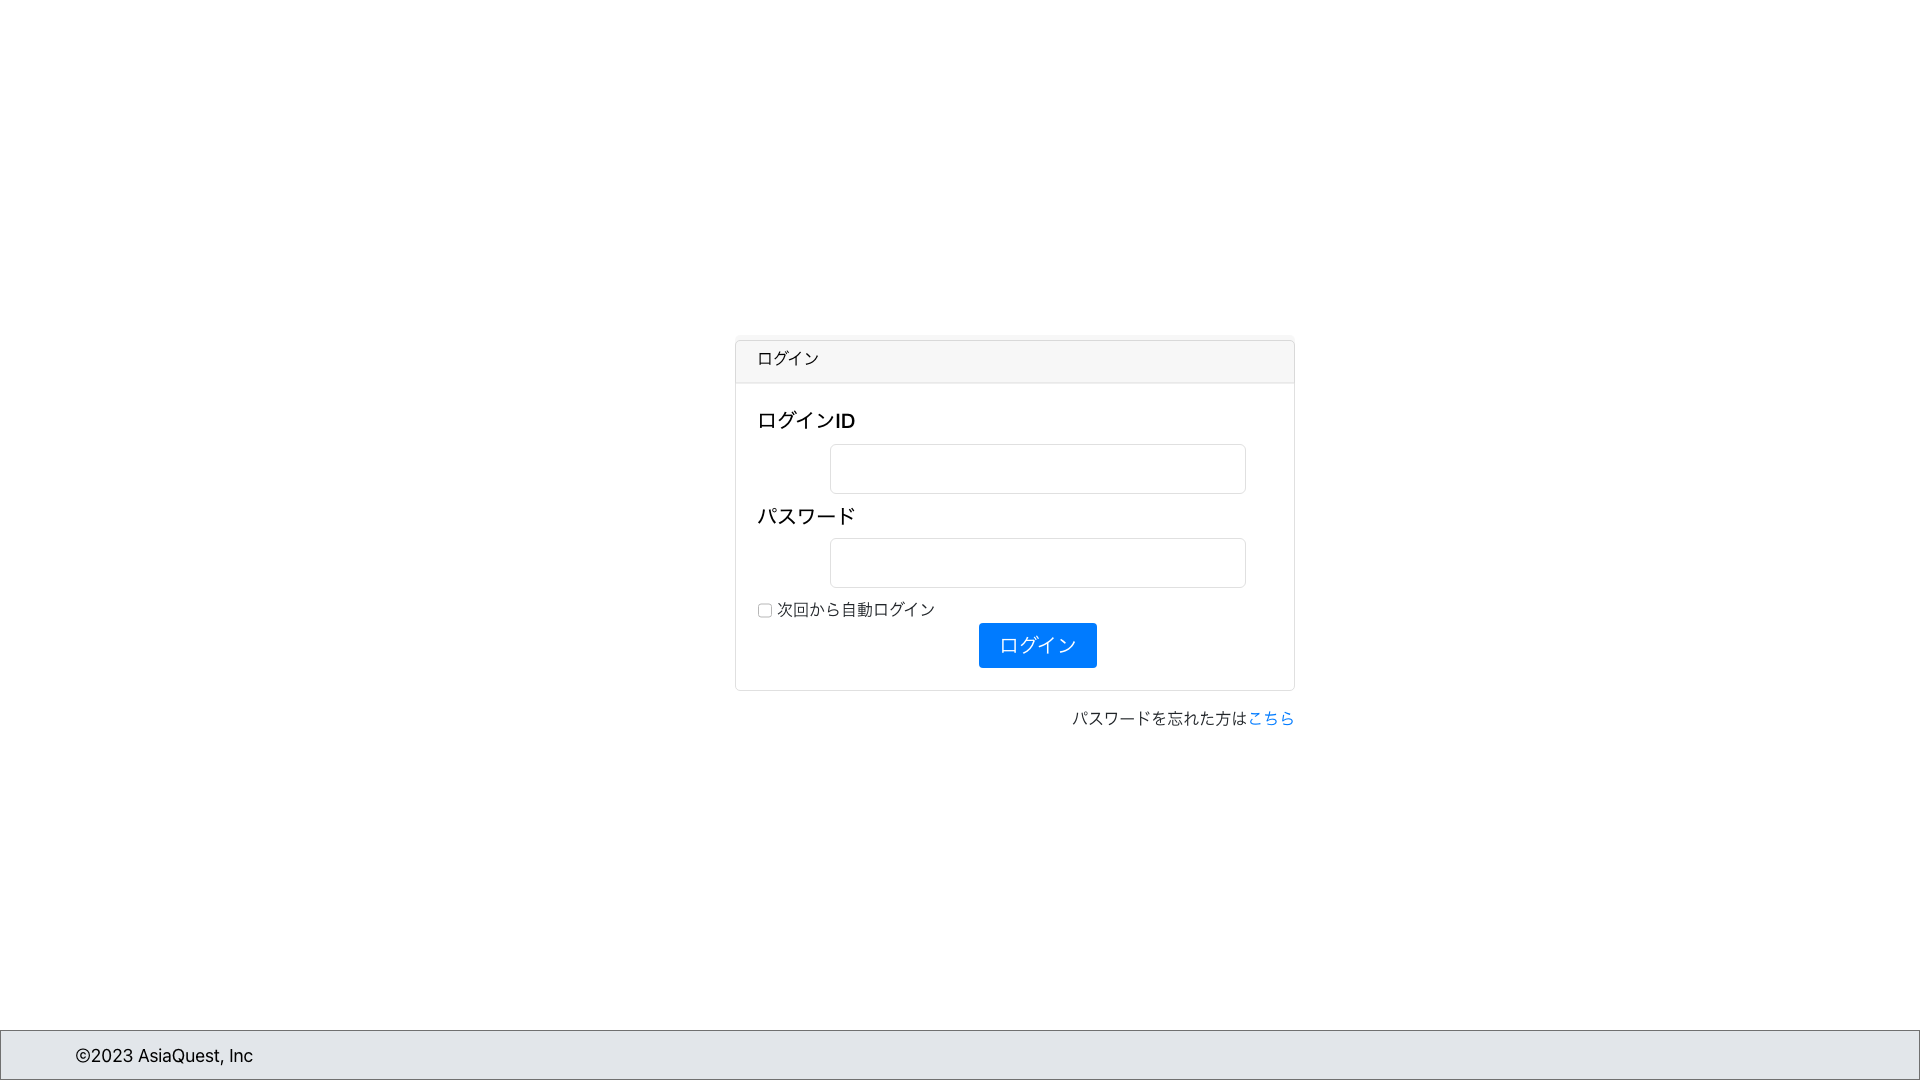 ログイン
ログインID
パスワード
次回から自動ログイン
ログイン
パスワードを忘れた方はこちら
©2023 AsiaQuest, Inc